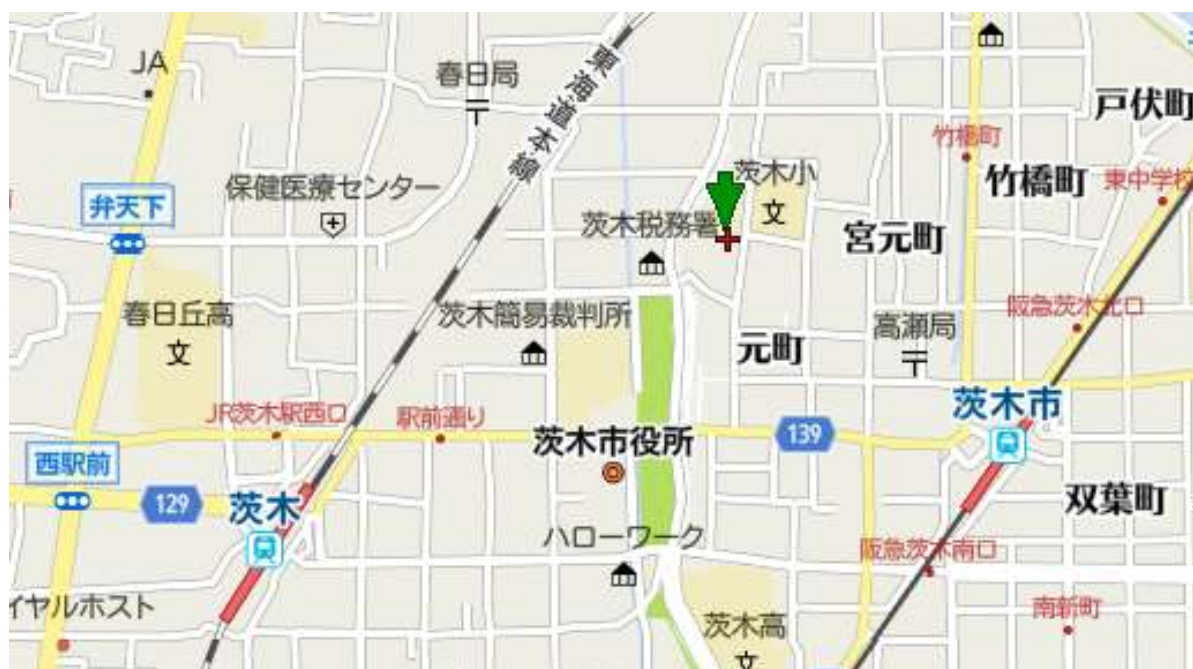 JA
春日局
東海道本線
戸伏町
竹橋町
竹橋町
東中学校
保健医療センター
茨木小
弁天下
茨木税務署
宮元町
春日丘高
文
文
茨木簡易裁判所
高瀬局
阪急茨木北口
元町
JR茨木駅西口
駅前通り
茨木市
139
茨木市役所
西駅前
129
茨木
双葉町
ハローワーク
阪急茨木南口
イヤルホスト
茨木高
文
南新町